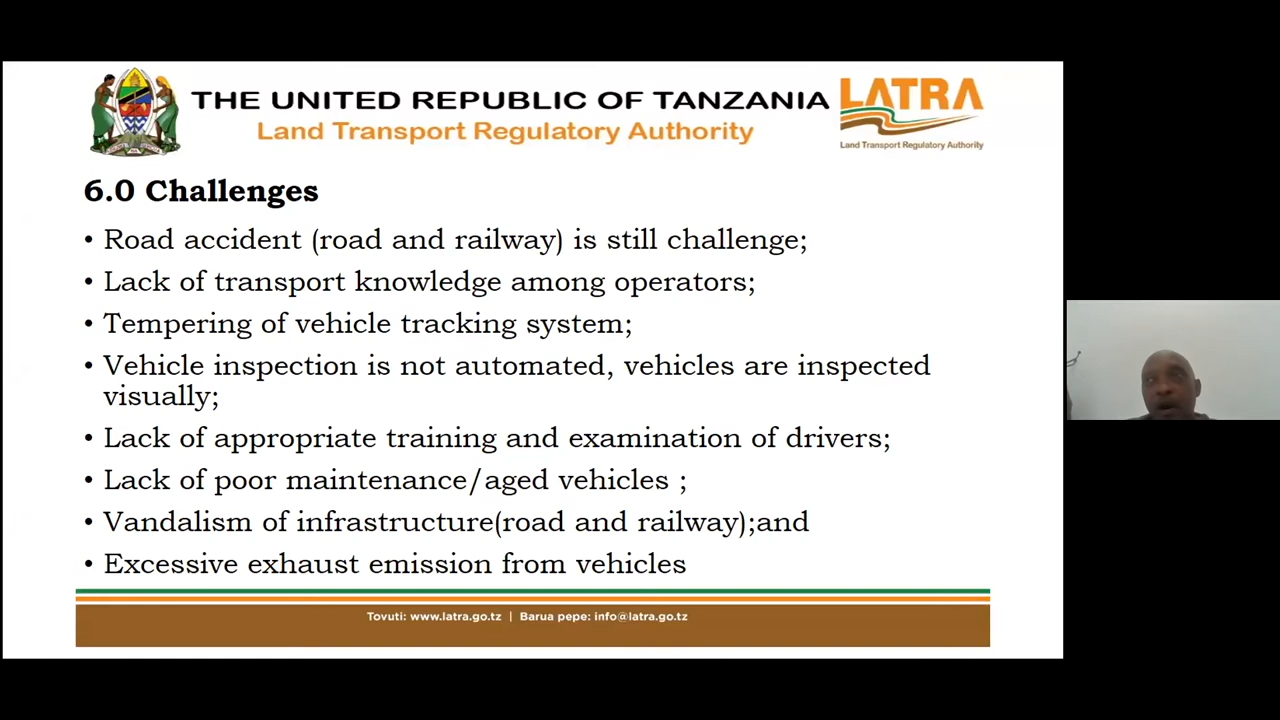 THE UNITED REPUBLIC OF TANZANIA
Land Transport Regulatory Authority
LATRA
Land Transport Regulatory Authority
6.0 Challenges
• Road accident (road and railway) is still challenge;
• Lack of transport knowledge among operators;
• Tempering of vehicle tracking system;
• Vehicle inspection is not automated, vehicles are inspected
visually;
• Lack of appropriate training and examination of drivers;
• Lack of poor maintenance/aged vehicles ;
• Vandalism of infrastructure(road and railway);and
• Excessive exhaust emission from vehicles
Tovuti: www.latra.go.tz | Barua pepe: info@latra.go.tz